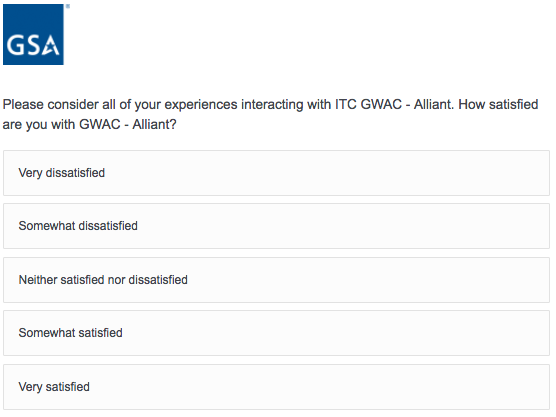 GSA
Please consider all of your experiences interacting with ITC GWAC - Alliant. How satisfied
are you with GWAC - Alliant?
Very dissatisfied
Somewhat dissatisfied
Neither satisfied nor dissatisfied
Somewhat satisfied
Very satisfied